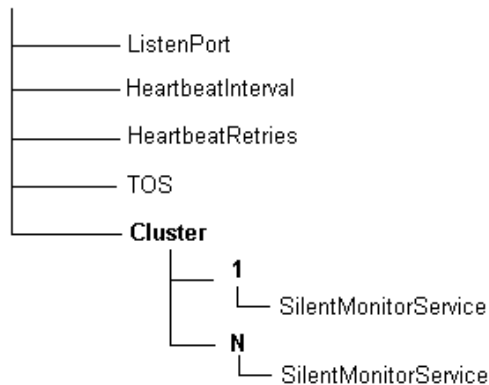 ListenPort
HeartbeatInterval
HeartbeatRetries
TOS
Cluster
1
SilentMonitorService
N
SilentMonitorService